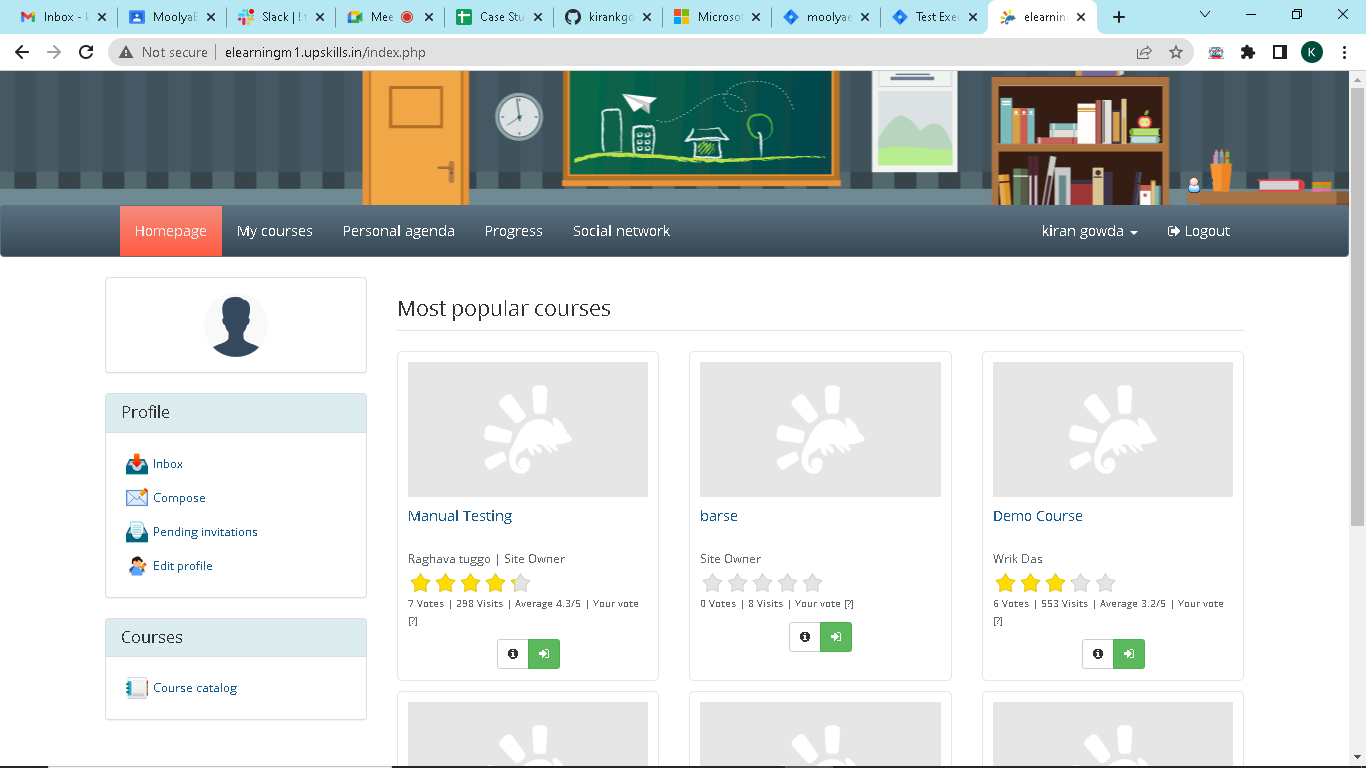 Inbox - k
MoolyaE
Slack | t
Mee
Case stu
kirankgo
Micros
moolyae
Test Exec
elearnin
Not secure
elearningm1.upskills.in/index.php
K
Homepage
My courses
Personal agenda
Progress
Social network
kiran gowda
Logout
Most popular courses
Profile
Inbox
Compose
Pending invitations
Edit profile
Courses
Course catalog
Manual Testing
Raghava tuggo | Site Owner
7 Votes | 298 Visits | Average 4.3/5 | Your vote
[?]
barse
Site Owner
0 Votes | 8 Visits | Your vote [?]
Demo Course
Wrik Das
6 Votes | 553 Visits | Average 3.2/5 | Your vote
[?]